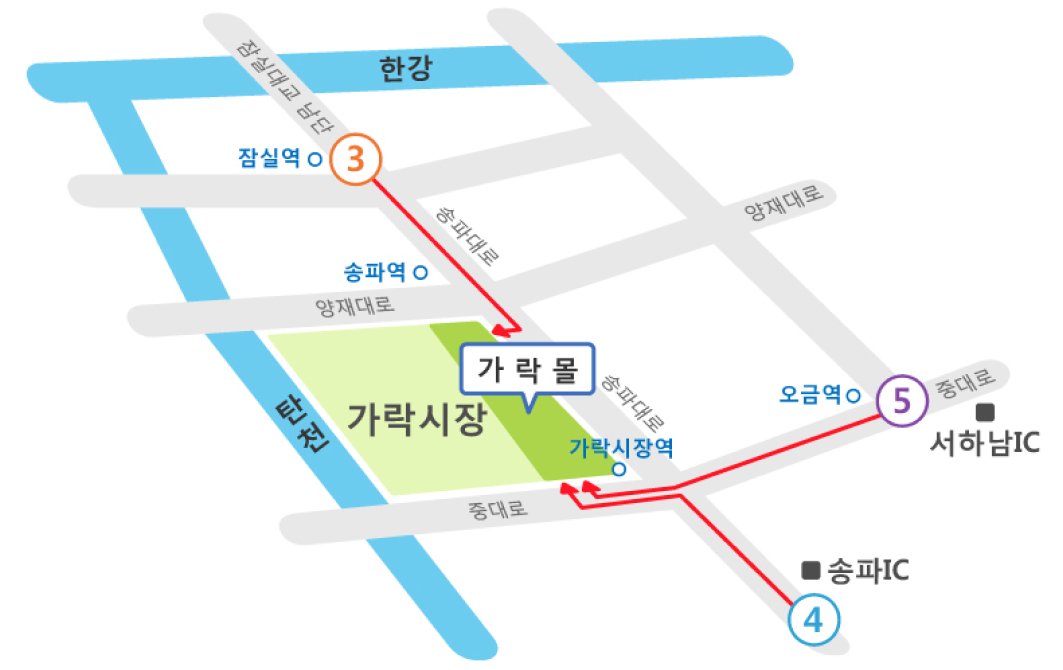 한강
잠실대교 남단
잠실역
3
송파대로
양재대로
송파역
양재대로
가 락 몰
가락시장
탄천
송파대로
가락시장역
오금역
5
중대로
서하남IC
중대로
송파IC
4